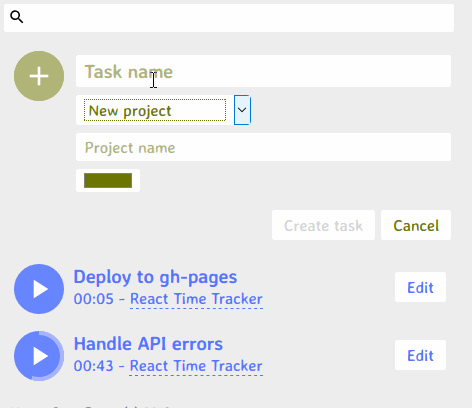 Task name
New project
Project name
Create task Cancel
Deploy to gh-pages
00:05 - React Time Tracker
Edit
Handle API errors
00:43 - React Time Tracker
Edit